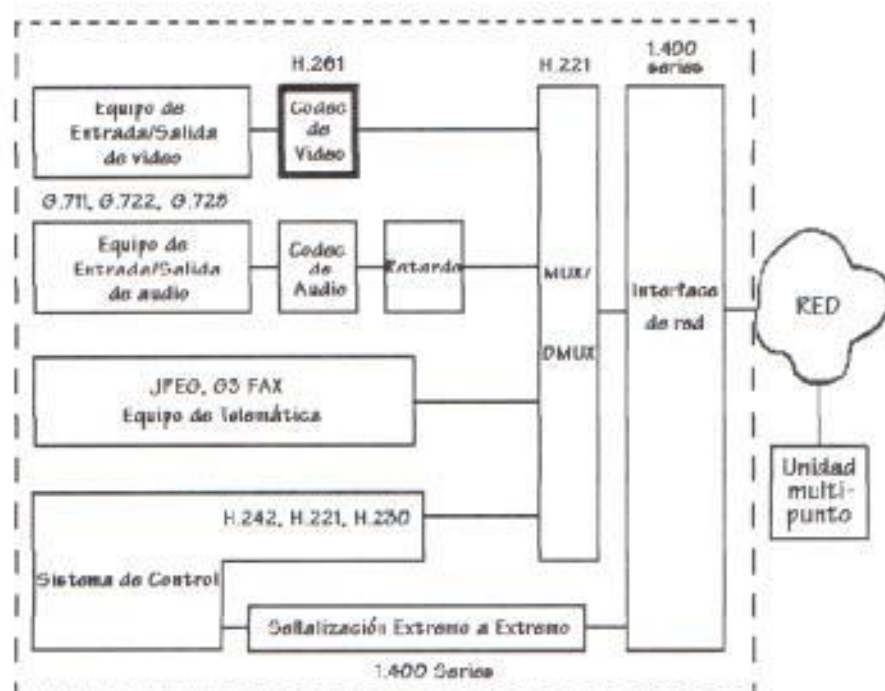 H.261
H.221
1.400
series
Equipo de
Entrada/Salida
de video
Codec
de
Video
G.711, G.722, G.728
Equipo de
Entrada/Salida
de audio
Codec
de
Audio
Retardo
MUX/
DMUX
Interface
de red
RED
JPEG, G3 FAX
Equipo de Telemática
Unidad
multi-
punto
H.242, H.221, H.230
Sistema de Control
Señalización Extremo a Extremo
1.400 Series